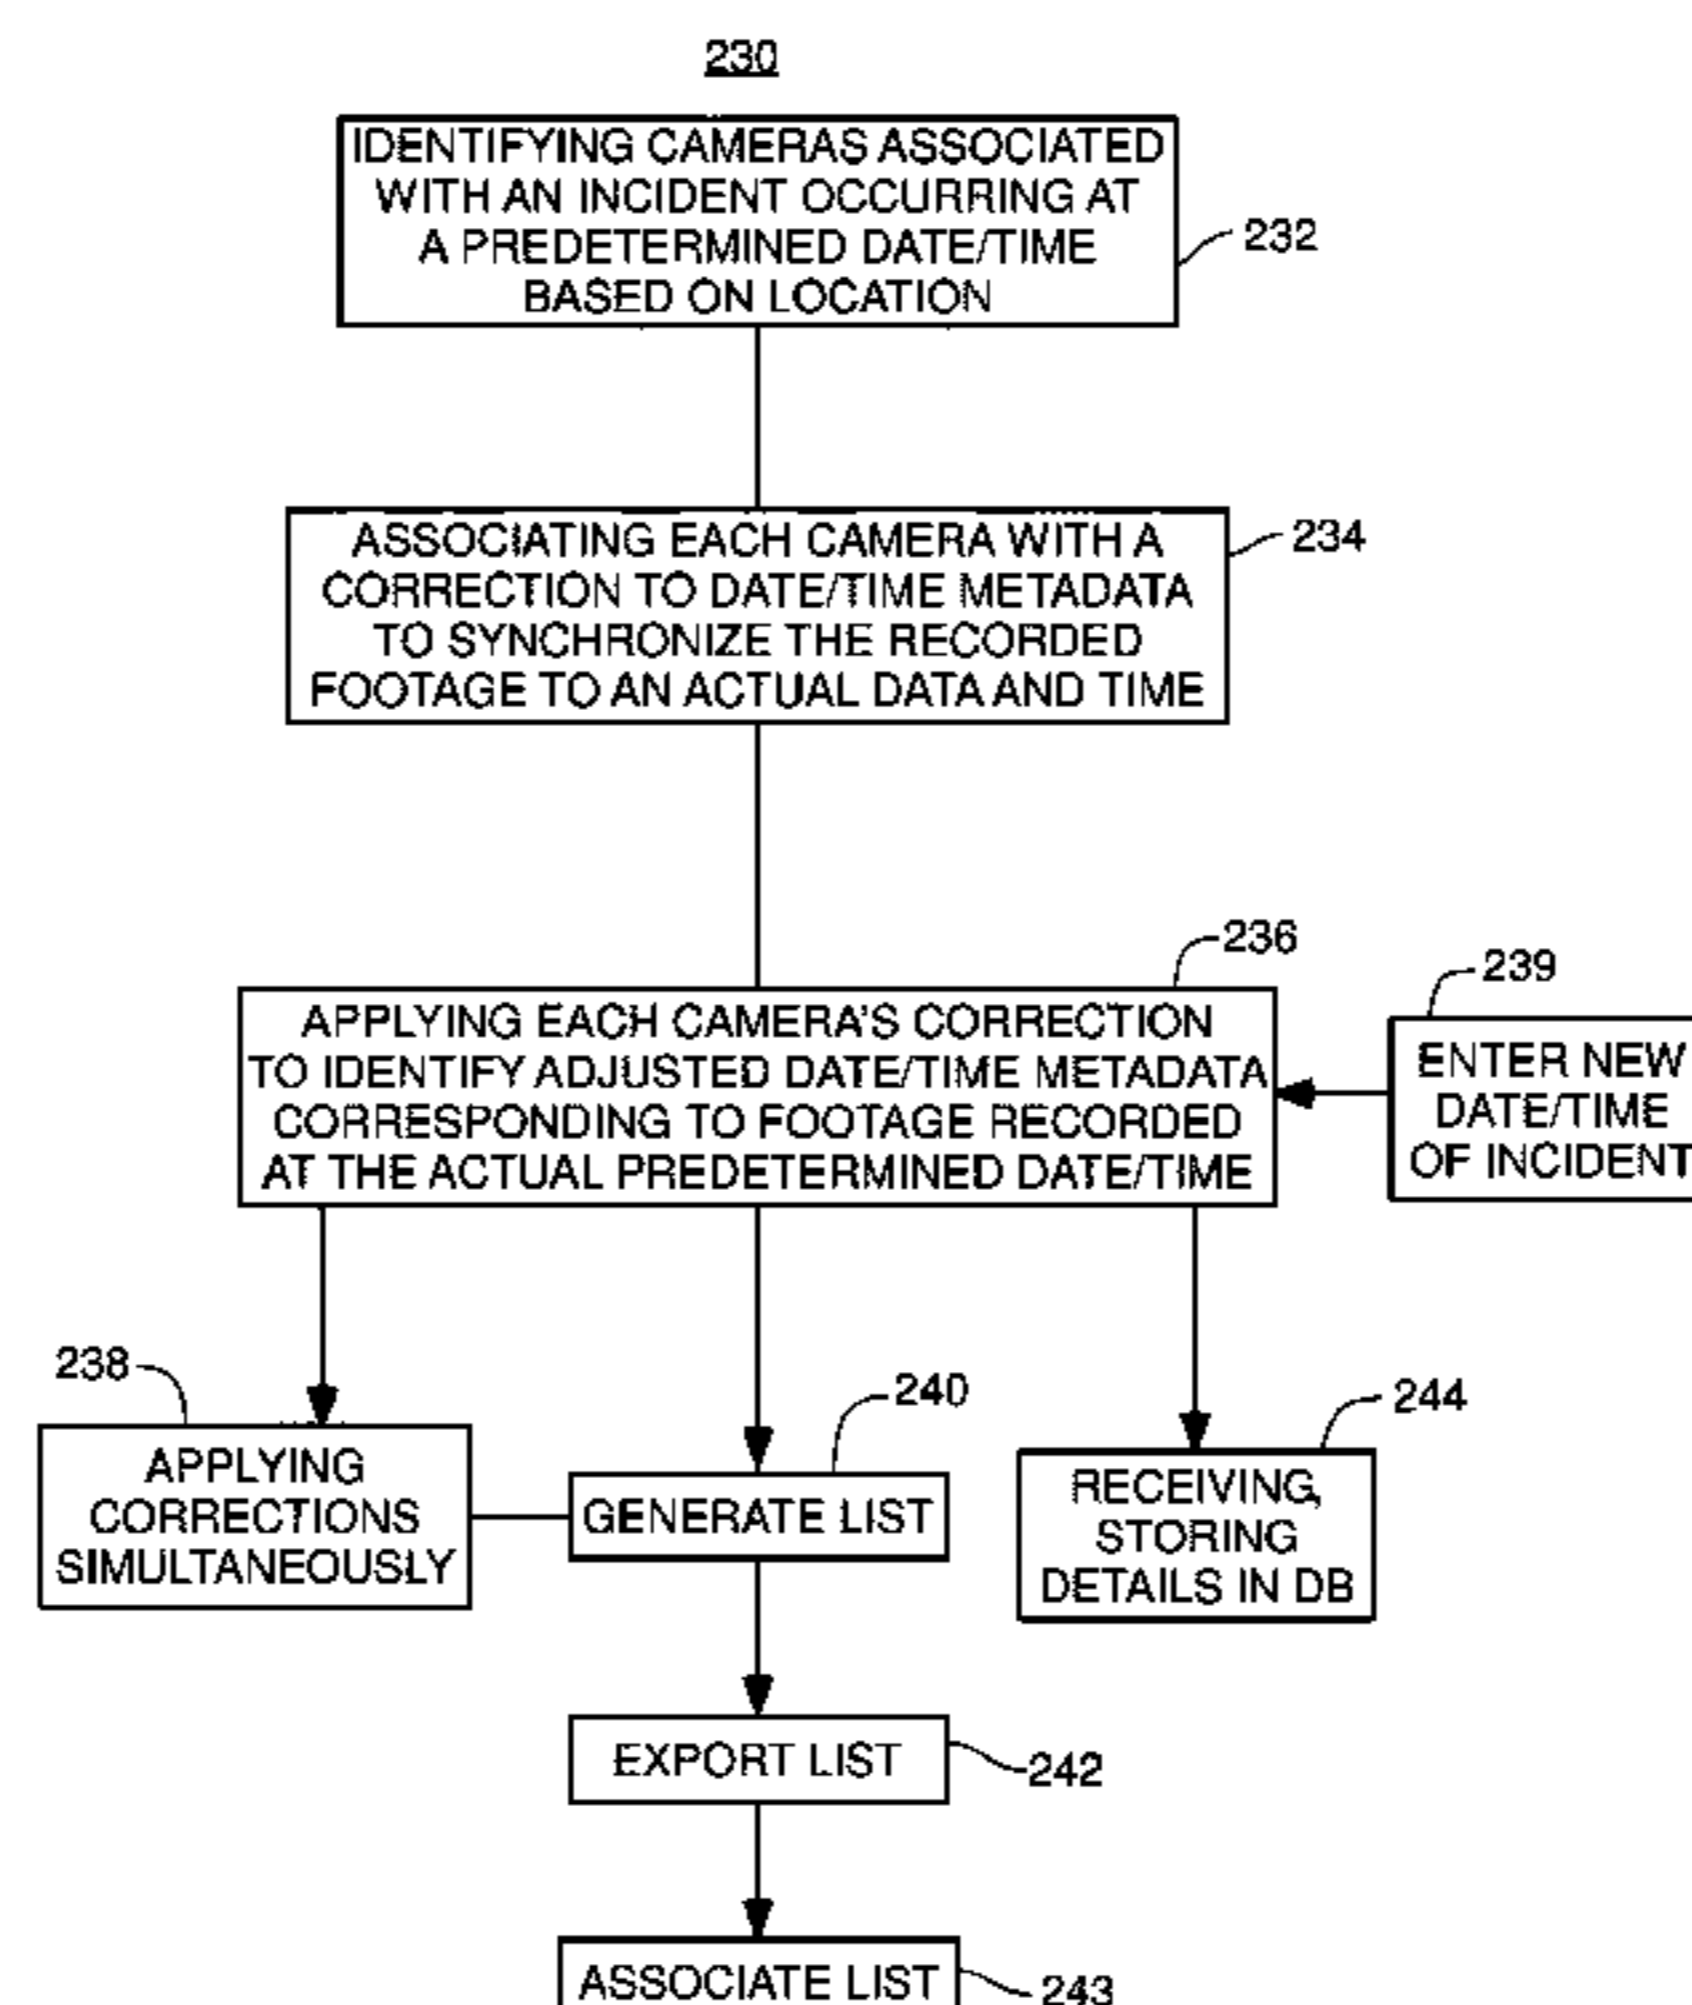 230
IDENTIFYING CAMERAS ASSOCIATED
WITH AN INCIDENT OCCURRING AT
A PREDETERMINED DATE/TIME
BASED ON LOCATION
232
ASSOCIATING EACH CAMERA WITH A
CORRECTION TO DATE/TIME METADATA
TO SYNCHRONIZE THE RECORDED
FOOTAGE TO AN ACTUAL DATA AND TIME
234
236
APPLYING EACH CAMERA'S CORRECTION
TO IDENTIFY ADJUSTED DATE/TIME METADATA
CORRESPONDING TO FOOTAGE RECORDED
AT THE ACTUAL PREDETERMINED DATE/TIME
239
ENTER NEW
DATE/TIME
OF INCIDENT
238
APPLYING
CORRECTIONS
SIMULTANEOUSLY
240
GENERATE LIST
244
RECEIVING,
STORING
DETAILS IN DB
EXPORT LIST
242
ASSOCIATE LIST
243